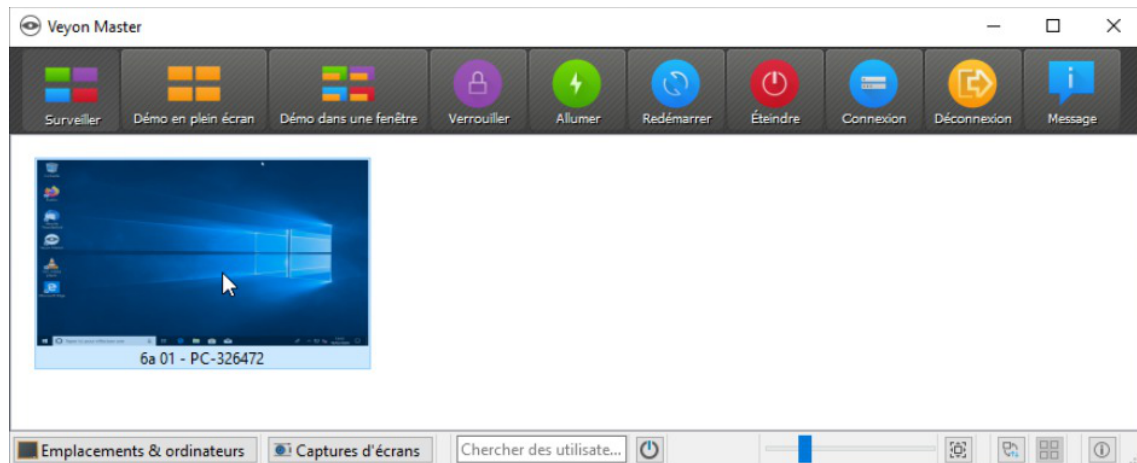 Veyon Master
Surveiller
Démo en plein écran
Démo dans une fenêtre
Verrouiller
Allumer
Redémarrer
Éteindre
Connexion
Déconnexion
Message
6a 01 - PC-326472
Emplacements & ordinateurs
Captures d'écrans
Chercher des utilisate...